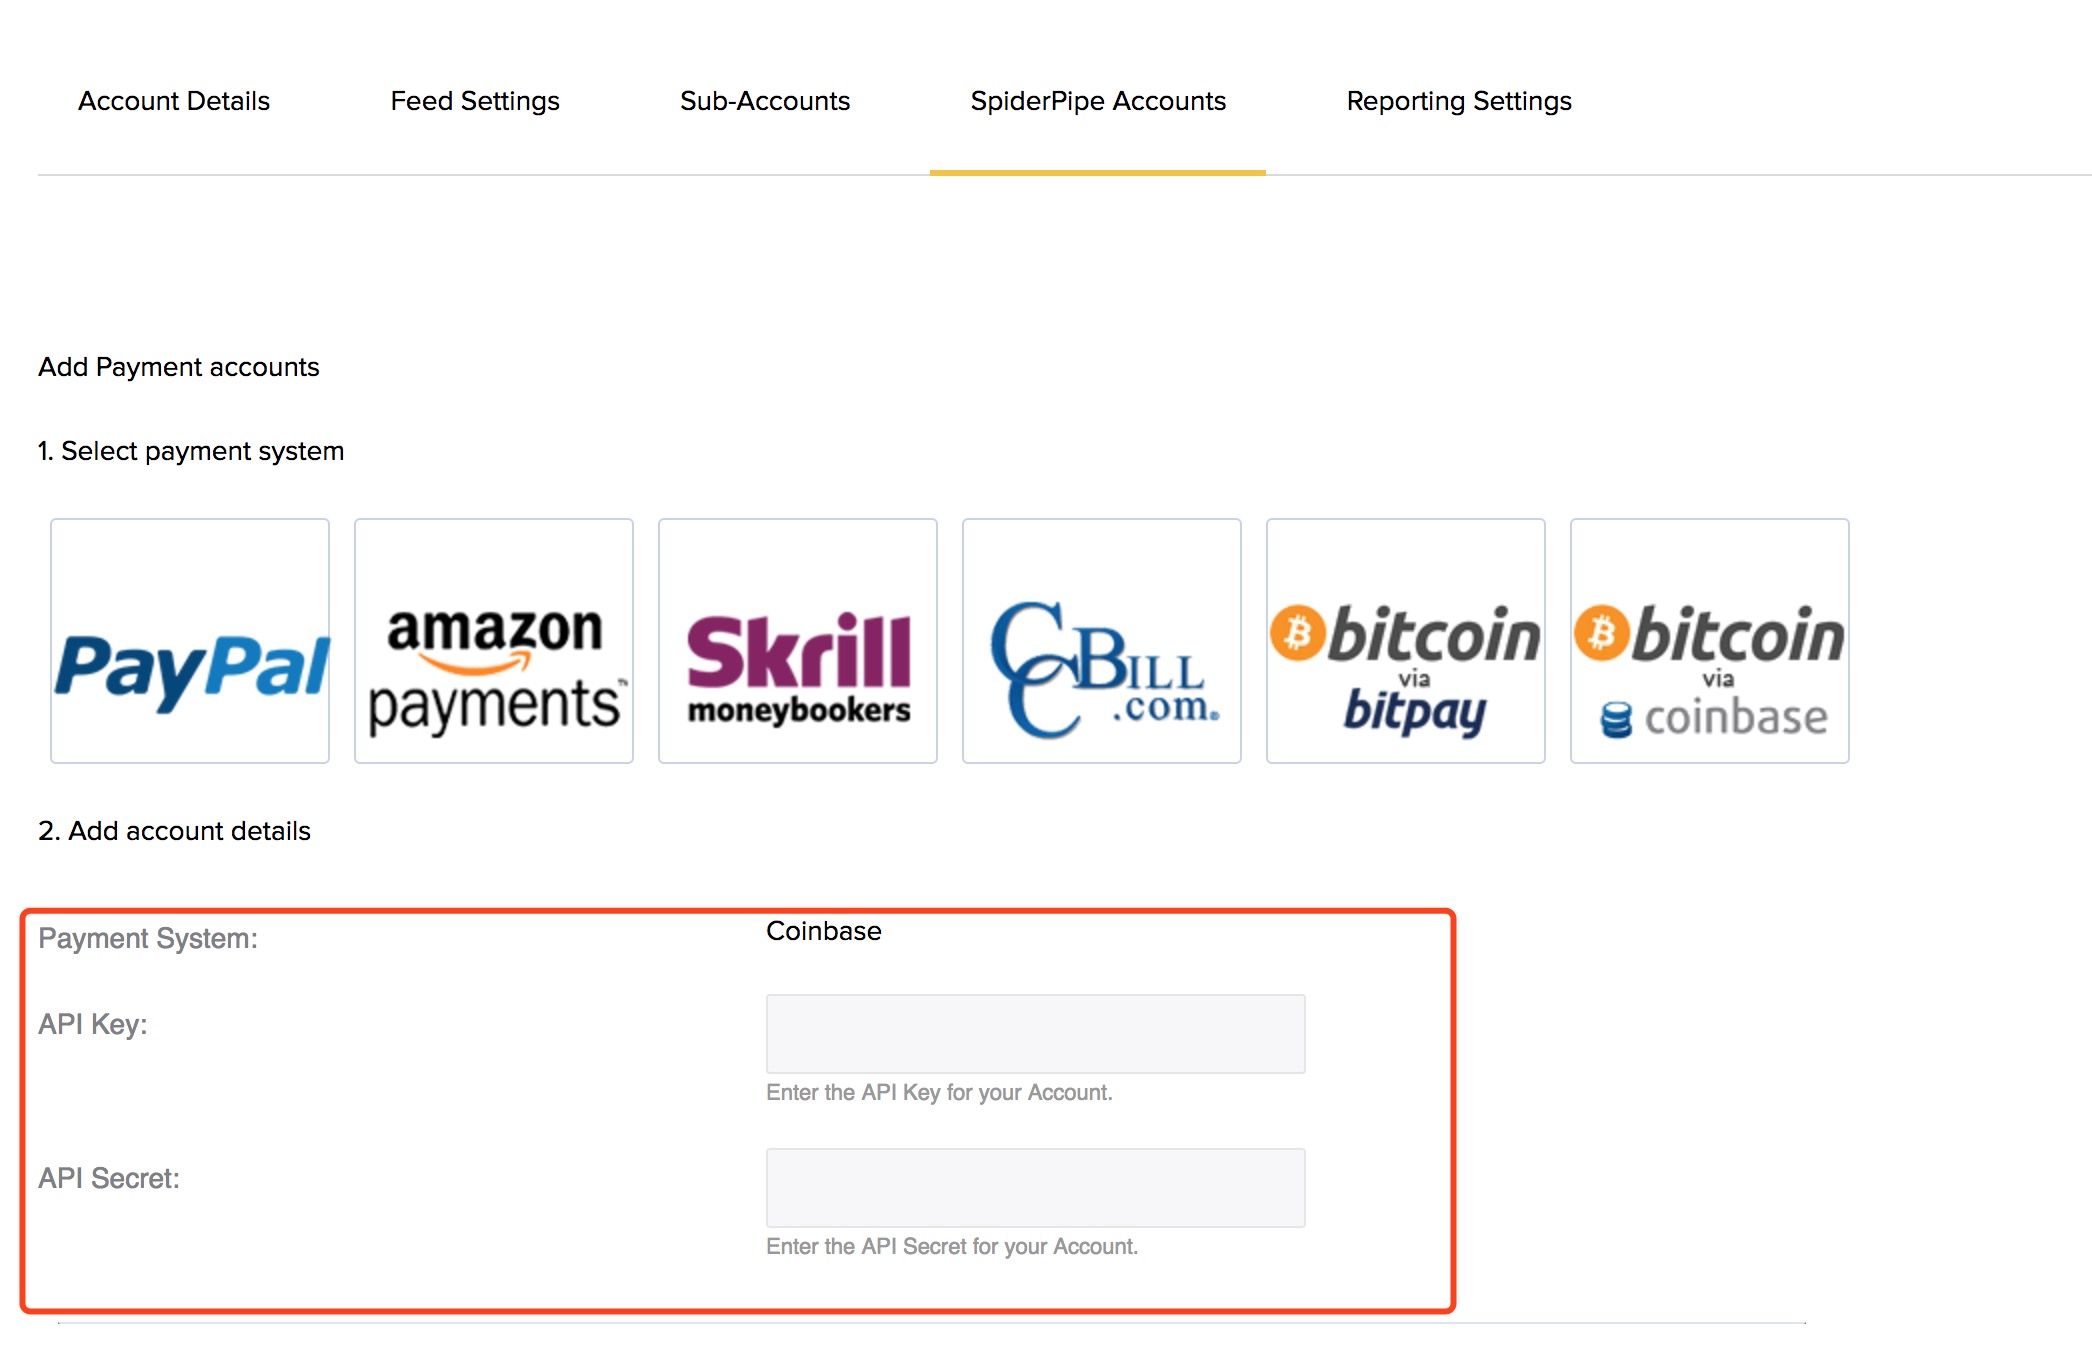 Account Details Feed Settings Sub-Accounts SpiderPipe Accounts Reporting Settings
Add Payment accounts
1. Select payment system
PayPal
amazon
payments™
Skrill
moneybookers
CCBILL
.com®
bitcoin
via
bitpay
bitcoin
via
coinbase
2. Add account details
Payment System: Coinbase
API Key:
Enter the API Key for your Account.
API Secret:
Enter the API Secret for your Account.